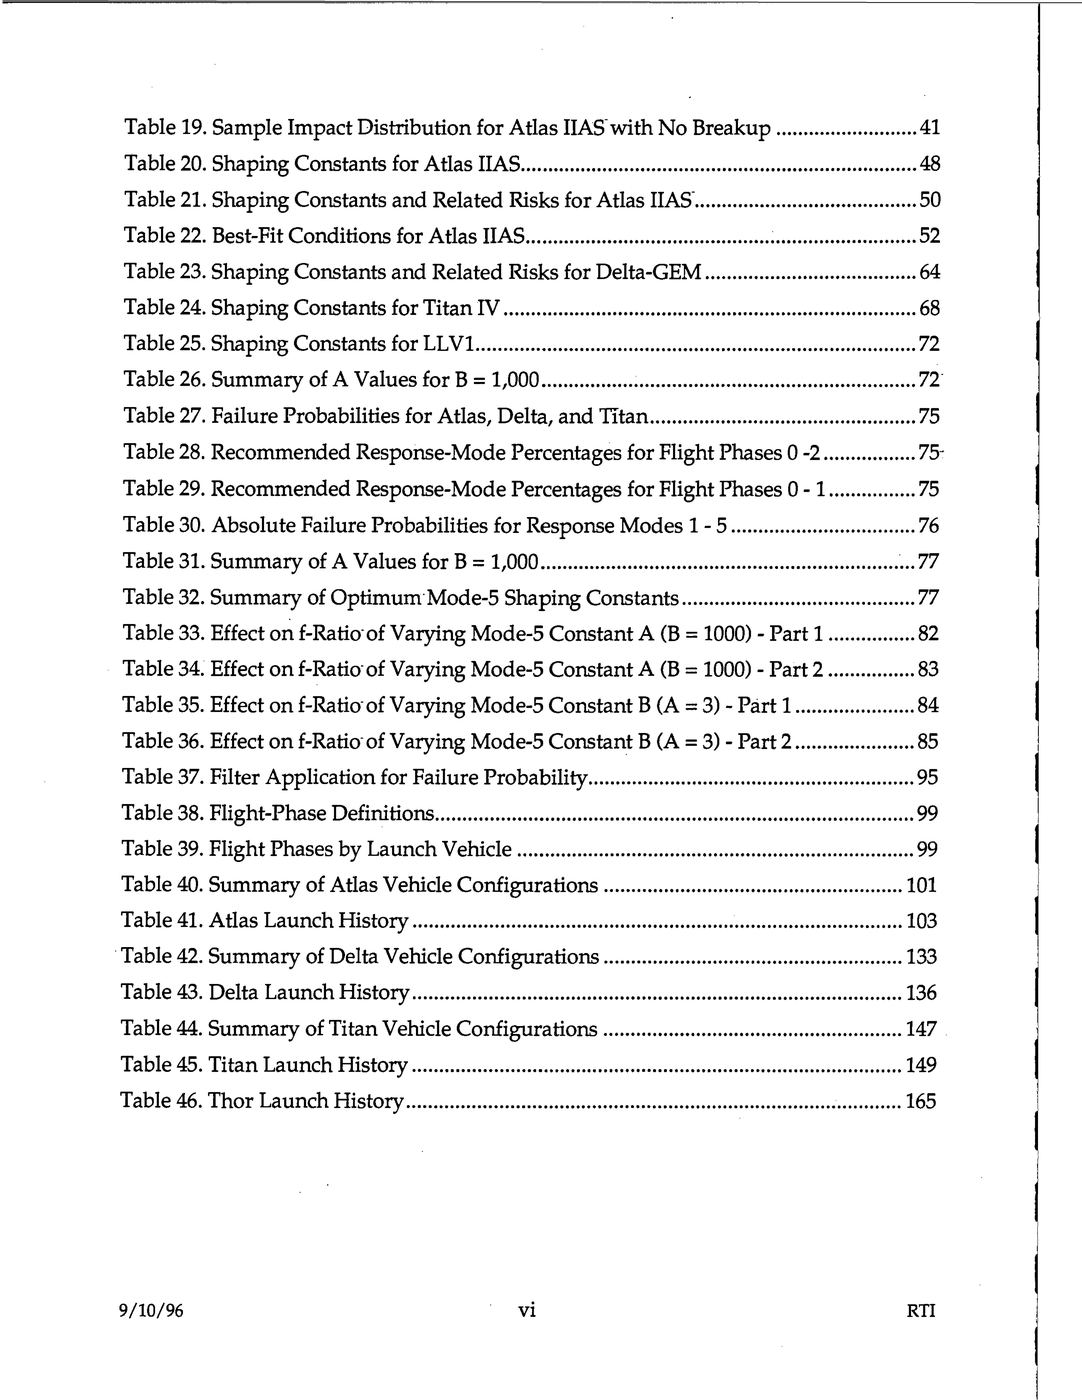 Table 19. Sample Impact Distribution for Atlas IIAS with No Breakup .......................... 41
Table 20. Shaping Constants for Atlas IIAS.......................................................................... 48
Table 21. Shaping Constants and Related Risks for Atlas IIAS......................................... 50
Table 22. Best-Fit Conditions for Atlas IIAS......................................................................... 52
Table 23. Shaping Constants and Related Risks for Delta-GEM ....................................... 64
Table 24. Shaping Constants for Titan IV ............................................................................. 68
Table 25. Shaping Constants for LLV1.................................................................................. 72
Table 26. Summary of A Values for B = 1,000...................................................................... 72
Table 27. Failure Probabilities for Atlas, Delta, and Titan.................................................. 75
Table 28. Recommended Response-Mode Percentages for Flight Phases 0 -2 ................. 75
Table 29. Recommended Response-Mode Percentages for Flight Phases 0 - 1 ................ 75
Table 30. Absolute Failure Probabilities for Response Modes 1 - 5 .................................. 76
Table 31. Summary of A Values for B = 1,000...................................................................... 77
Table 32. Summary of Optimum Mode-5 Shaping Constants ........................................... 77
Table 33. Effect on f-Ratio of Varying Mode-5 Constant A (B = 1000) - Part 1 ................ 82
Table 34. Effect on f-Ratio of Varying Mode-5 Constant A (B = 1000) - Part 2 ................ 83
Table 35. Effect on f-Ratio of Varying Mode-5 Constant B (A = 3) - Part 1 ...................... 84
Table 36. Effect on f-Ratio of Varying Mode-5 Constant B (A = 3) - Part 2 ...................... 85
Table 37. Filter Application for Failure Probability............................................................. 95
Table 38. Flight-Phase Definitions......................................................................................... 99
Table 39. Flight Phases by Launch Vehicle .......................................................................... 99
Table 40. Summary of Atlas Vehicle Configurations ........................................................ 101
Table 41. Atlas Launch History ........................................................................................... 103
Table 42. Summary of Delta Vehicle Configurations ........................................................ 133
Table 43. Delta Launch History........................................................................................... 136
Table 44. Summary of Titan Vehicle Configurations ........................................................ 147
Table 45. Titan Launch History ........................................................................................... 149
Table 46. Thor Launch History............................................................................................ 165
9/10/96 vi RTI